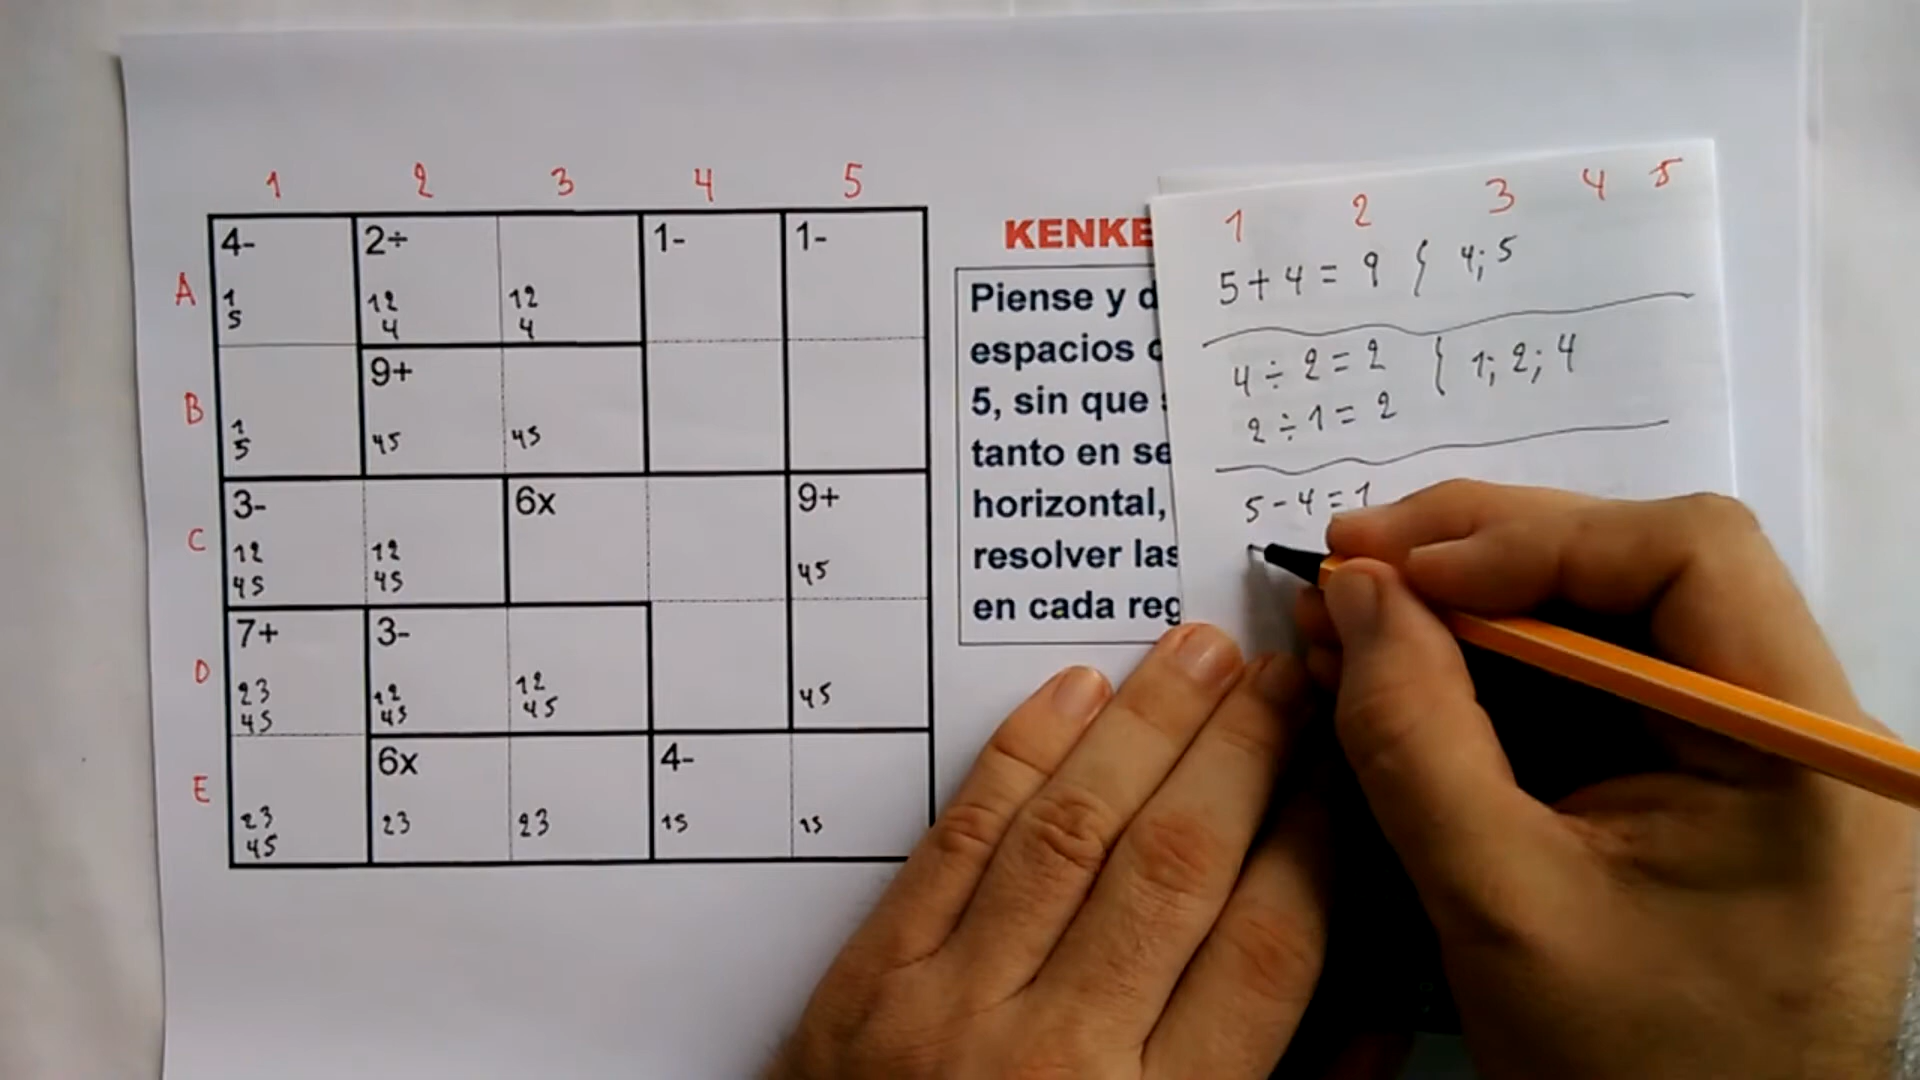 1 2 3 4 5
4- 2÷ 1- 1-
A
1 12 12
5 4 4
9+
B
1 45 45
5
3- 6x 9+
C
12 12 45
45 45
7+ 3-
D
23 12 12 45
45 45 45
6x 4-
E
23 23 23 15 15
45
KENKE
Piense y d
espacios
5, sin que
tanto en se
horizontal,
resolver las
en cada reg
1 2 3 4 5
5+4=9 { 4; 5
4÷2=2 { 1; 2; 4
2÷1=2
5-4=1